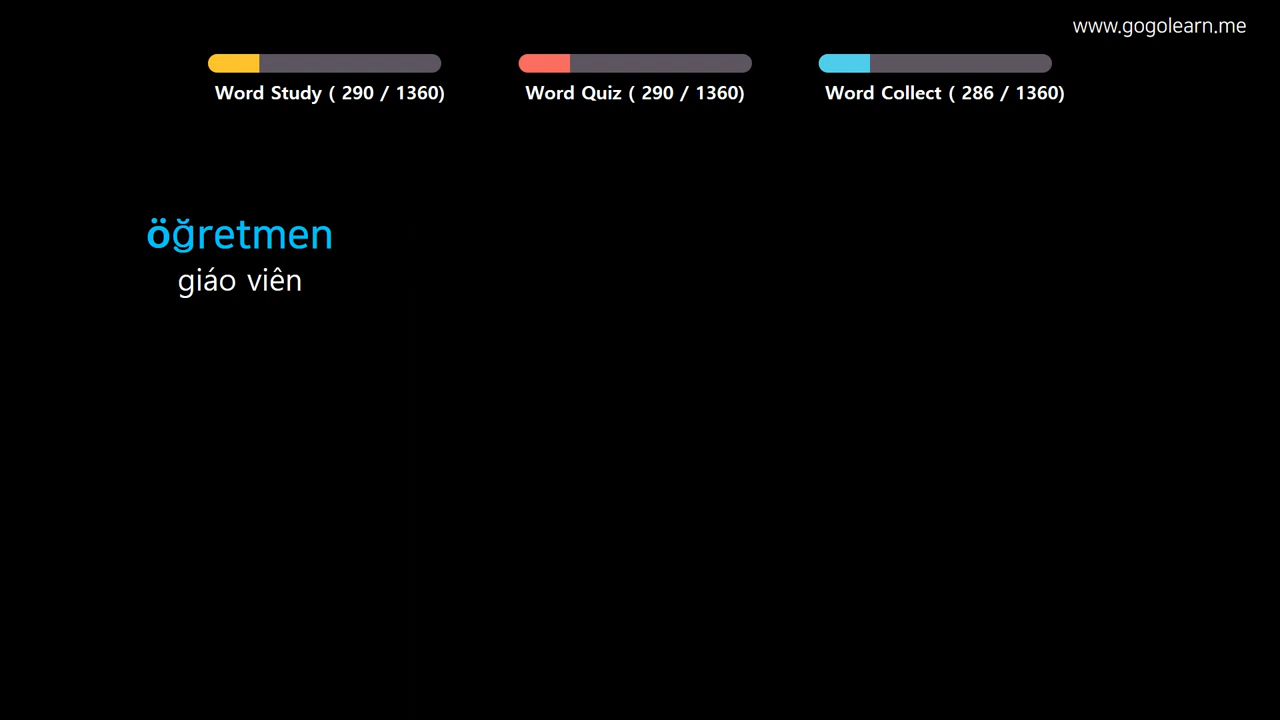 www.gogolearn.me
Word Study ( 290 / 1360)
Word Quiz ( 290 / 1360)
Word Collect ( 286 / 1360)
öğretmen
giáo viên